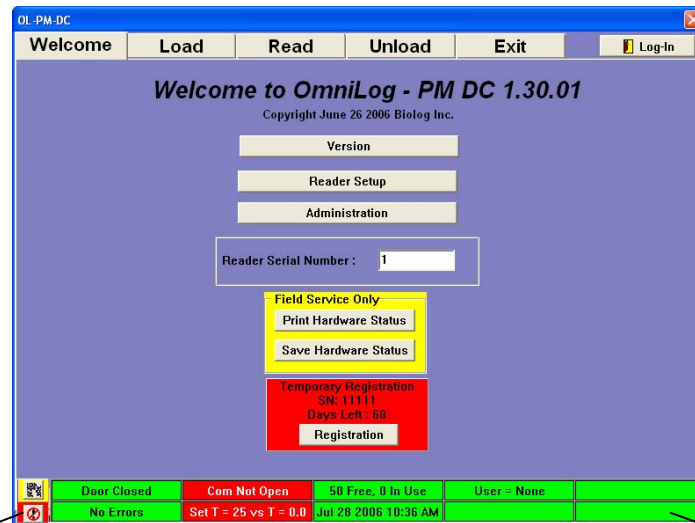 OL-PM-DC
Welcome Load Read Unload Exit Log-In
Welcome to OmniLog - PM DC 1.30.01
Copyright June 26 2006 Biolog Inc.
Version
Reader Setup
Administration
Reader Serial Number : 1
Field Service Only
Print Hardware Status
Save Hardware Status
Temporary Registration
SN: 11111
Days Left : 60
Registration
Door Closed Com Not Open 50 Free, 0 In Use User = None
No Errors Set T = 25 vs T = 0.0 Jul 28 2006 10:36 AM